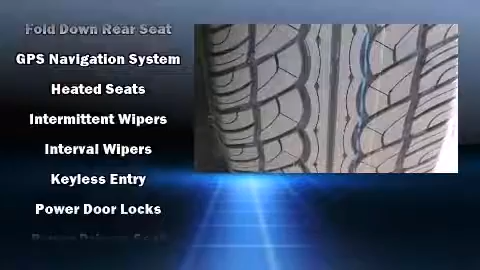 Fold Down Rear Seat
GPS Navigation System
Heated Seats
Intermittent Wipers
Interval Wipers
Keyless Entry
Power Door Locks